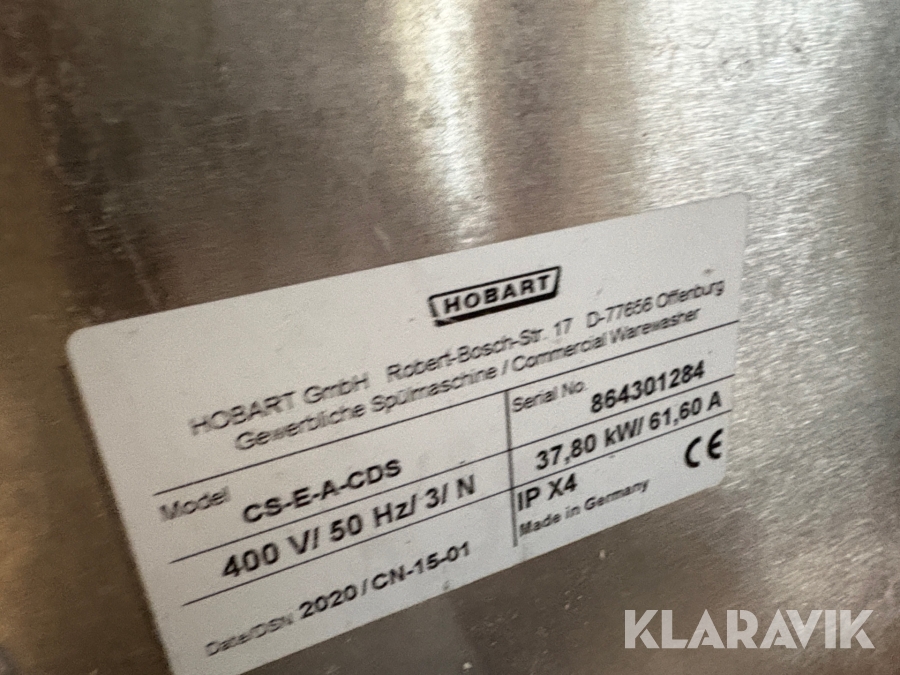 HOBART
HOBART GmbH Robert-Bosch-Str. 17 D-77656 Offenburg
Gewerbliche Spülmaschine / Commercial Warewasher
Model CS-E-A-CDS
Serial No. 864301284
400 V/ 50 Hz/ 3/ N
37,80 kW/ 61,60 A
Date/DSN 2020 / CN-15-01
IP X4
CE
Made in Germany
KLARAVIK